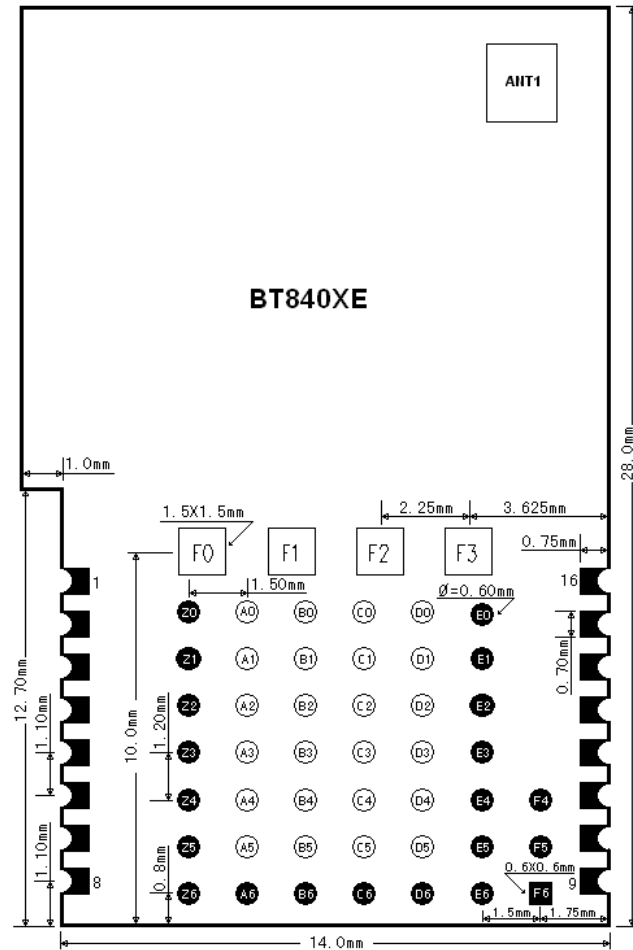 ANT1
BT840XE
28.0mm
1.0mm
1.5X1.5mm
2.25mm
3.625mm
F0 F1 F2 F3
0.75mm
1
16
1.50mm
Ø=0.60mm
Z0 A0 B0 C0 D0 E0
0.70mm
Z1 A1 B1 C1 D1 E1
12.70mm
10.0mm
Z2 A2 B2 C2 D2 E2
1.10mm
1.20mm
Z3 A3 B3 C3 D3 E3
Z4 A4 B4 C4 D4 E4 F4
Z5 A5 B5 C5 D5 E5 F5
1.10mm
0.8mm
0.6X0.6mm
8
9
Z6 A6 B6 C6 D6 E6 F6
1.5mm
1.75mm
14.0mm